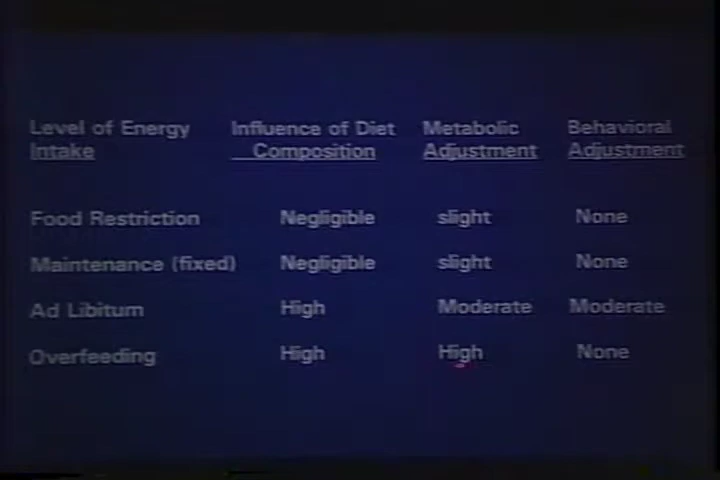 Level of Energy Influence of Diet Metabolic Behavioral
Intake Composition Adjustment Adjustment
Food Restriction Negligible slight None
Maintenance (fixed) Negligible slight None
Ad Libitum High Moderate Moderate
Overfeeding High High None